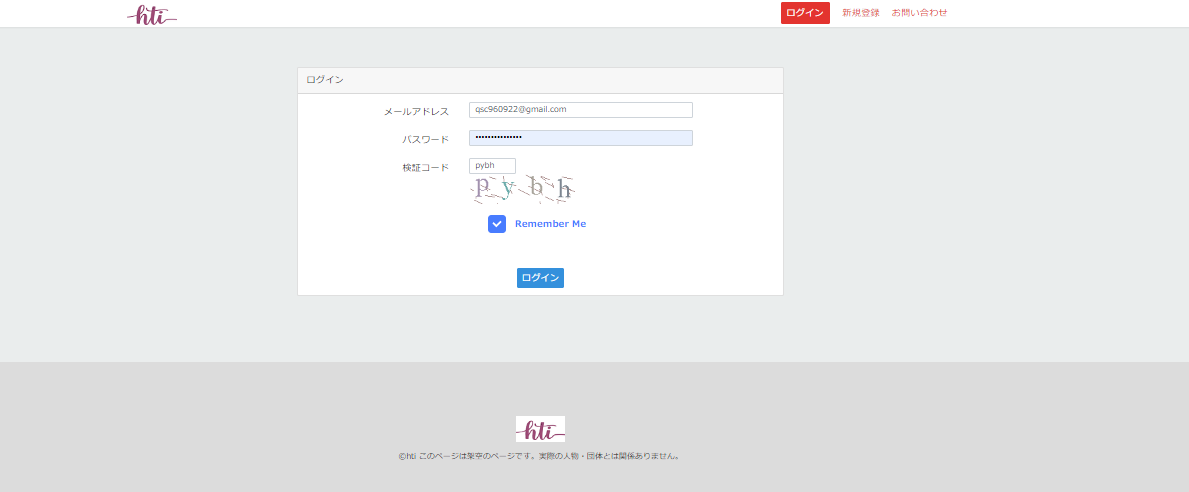 hti
ログイン 新規登録 お問い合わせ
ログイン
メールアドレス qsc960922@gmail.com
パスワード •••••••••••••••
検証コード pybh
p y b h
Remember Me
ログイン
hti
©hti このページは架空のページです。実際の人物・団体とは関係ありません。